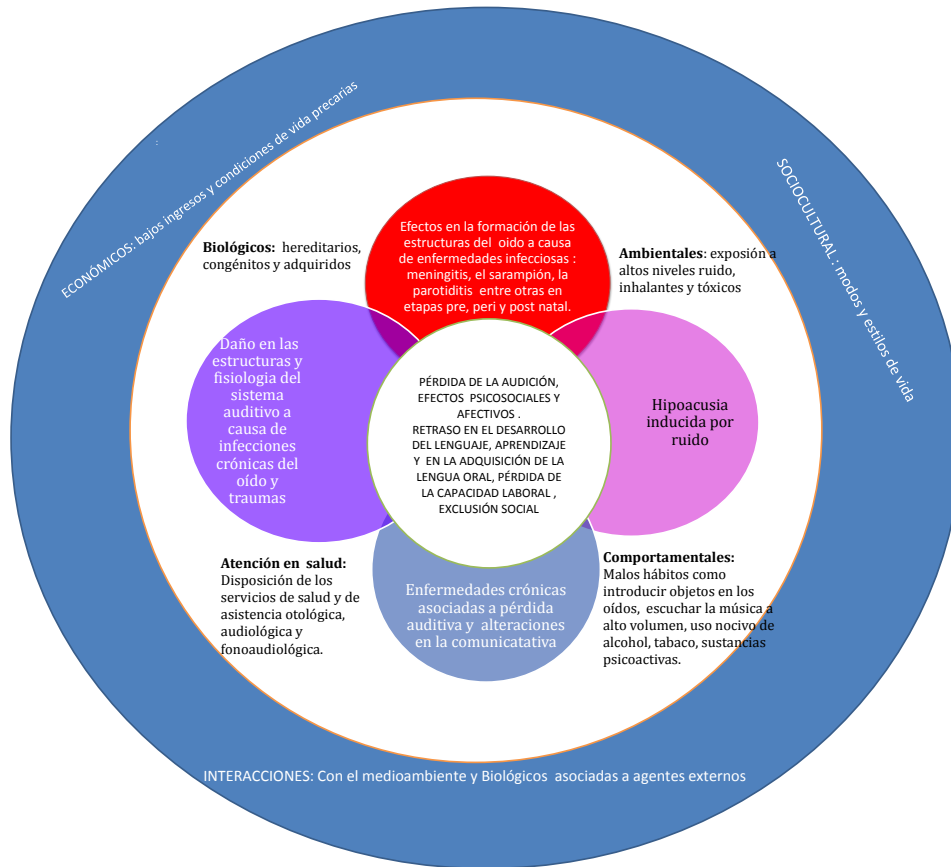 ECONÓMICOS: bajos ingresos y condiciones de vida precarias
:
SOCIOCULTURAL : modos y estilos de vida
Biológicos: hereditarios,
congénitos y adquiridos
Efectos en la formación de las
estructuras del oido a causa
de enfermedades infecciosas :
meningitis, el sarampión, la
parotiditis entre otras en
etapas pre, peri y post natal.
Ambientales: exposión a
altos niveles ruido,
inhalantes y tóxicos
Daño en las
estructuras y
fisiologia del
sistema
auditivo a
causa de
infecciones
crónicas del
oído y
traumas
PÉRDIDA DE LA AUDICIÓN,
EFECTOS PSICOSOCIALES Y
AFECTIVOS .
RETRASO EN EL DESARROLLO
DEL LENGUAJE, APRENDIZAJE
Y EN LA ADQUISICIÓN DE LA
LENGUA ORAL, PÉRDIDA DE
LA CAPACIDAD LABORAL ,
EXCLUSIÓN SOCIAL
Hipoacusia
inducida por
ruido
Atención en salud:
Disposición de los
servicios de salud y de
asistencia otológica,
audiológica y
fonoaudiológica.
Enfermedades crónicas
asociadas a pérdida
auditiva y alteraciones
en la comunicatativa
Comportamentales:
Malos hábitos como
introducir objetos en los
oídos, escuchar la música a
alto volumen, uso nocivo de
alcohol, tabaco, sustancias
psicoactivas.
INTERACCIONES: Con el medioambiente y Biológicos asociadas a agentes externos